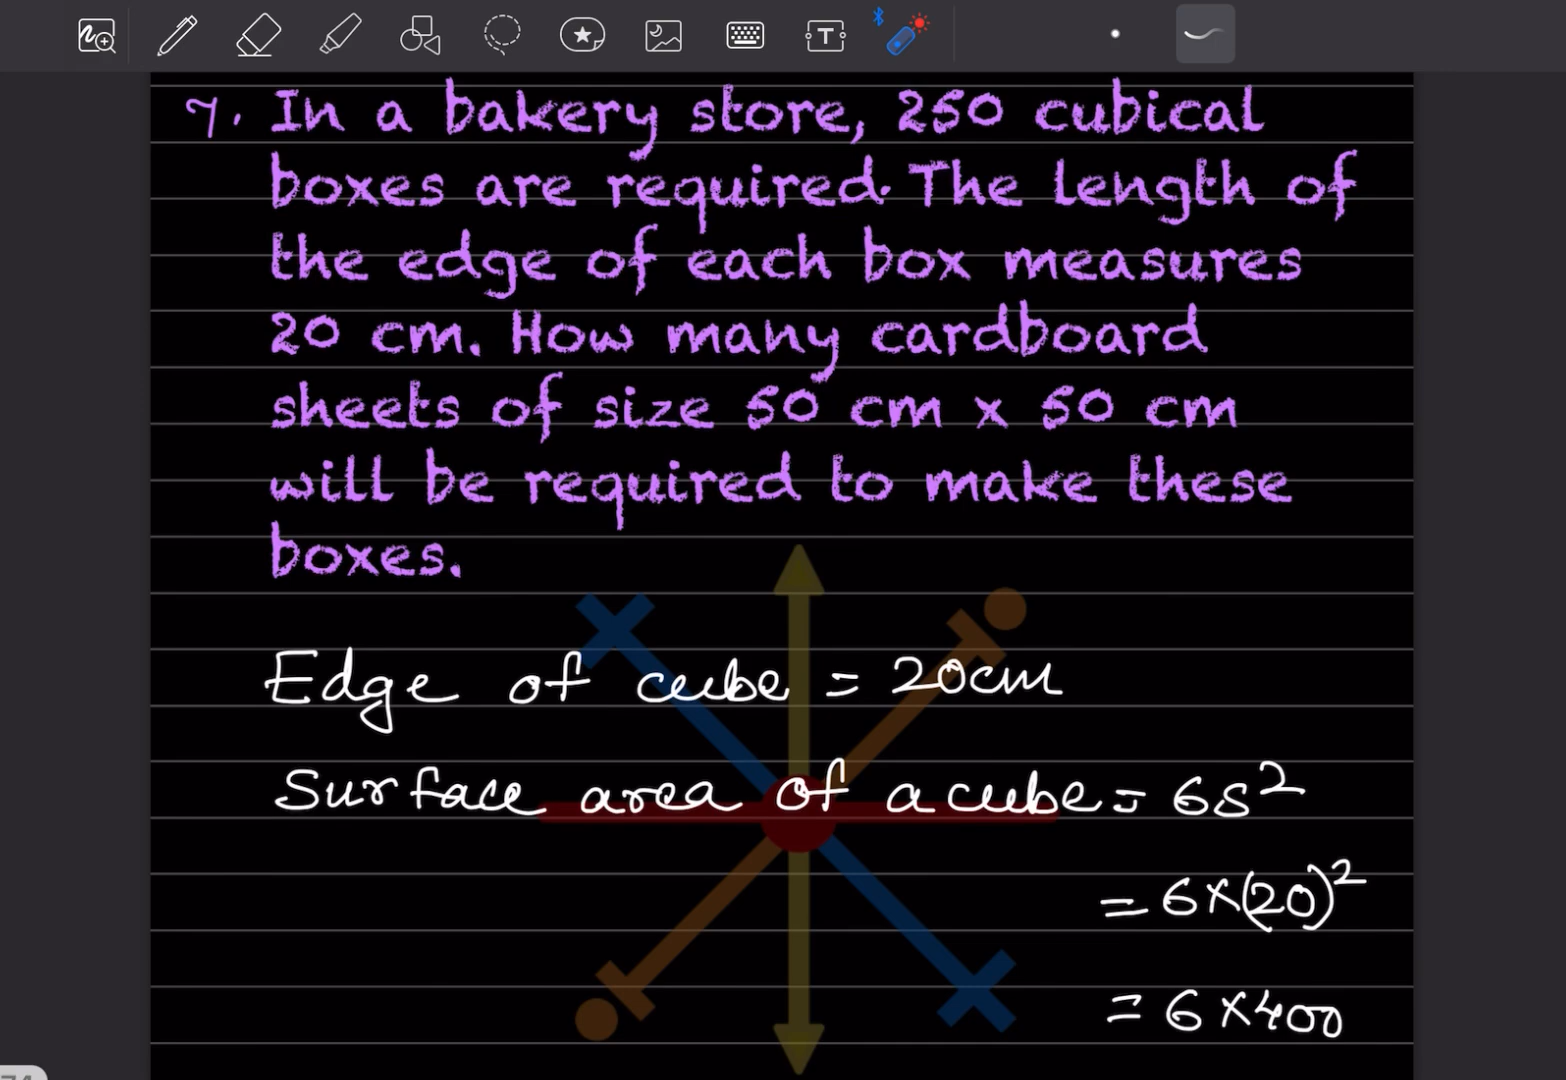 7. In a bakery store, 250 cubical
boxes are required. The length of
the edge of each box measures
20 cm. How many cardboard
sheets of size 50 cm x 50 cm
will be required to make these
boxes.
Edge of cube = 20cm
Surface area of a cube = 6s²
= 6×(20)²
= 6×400